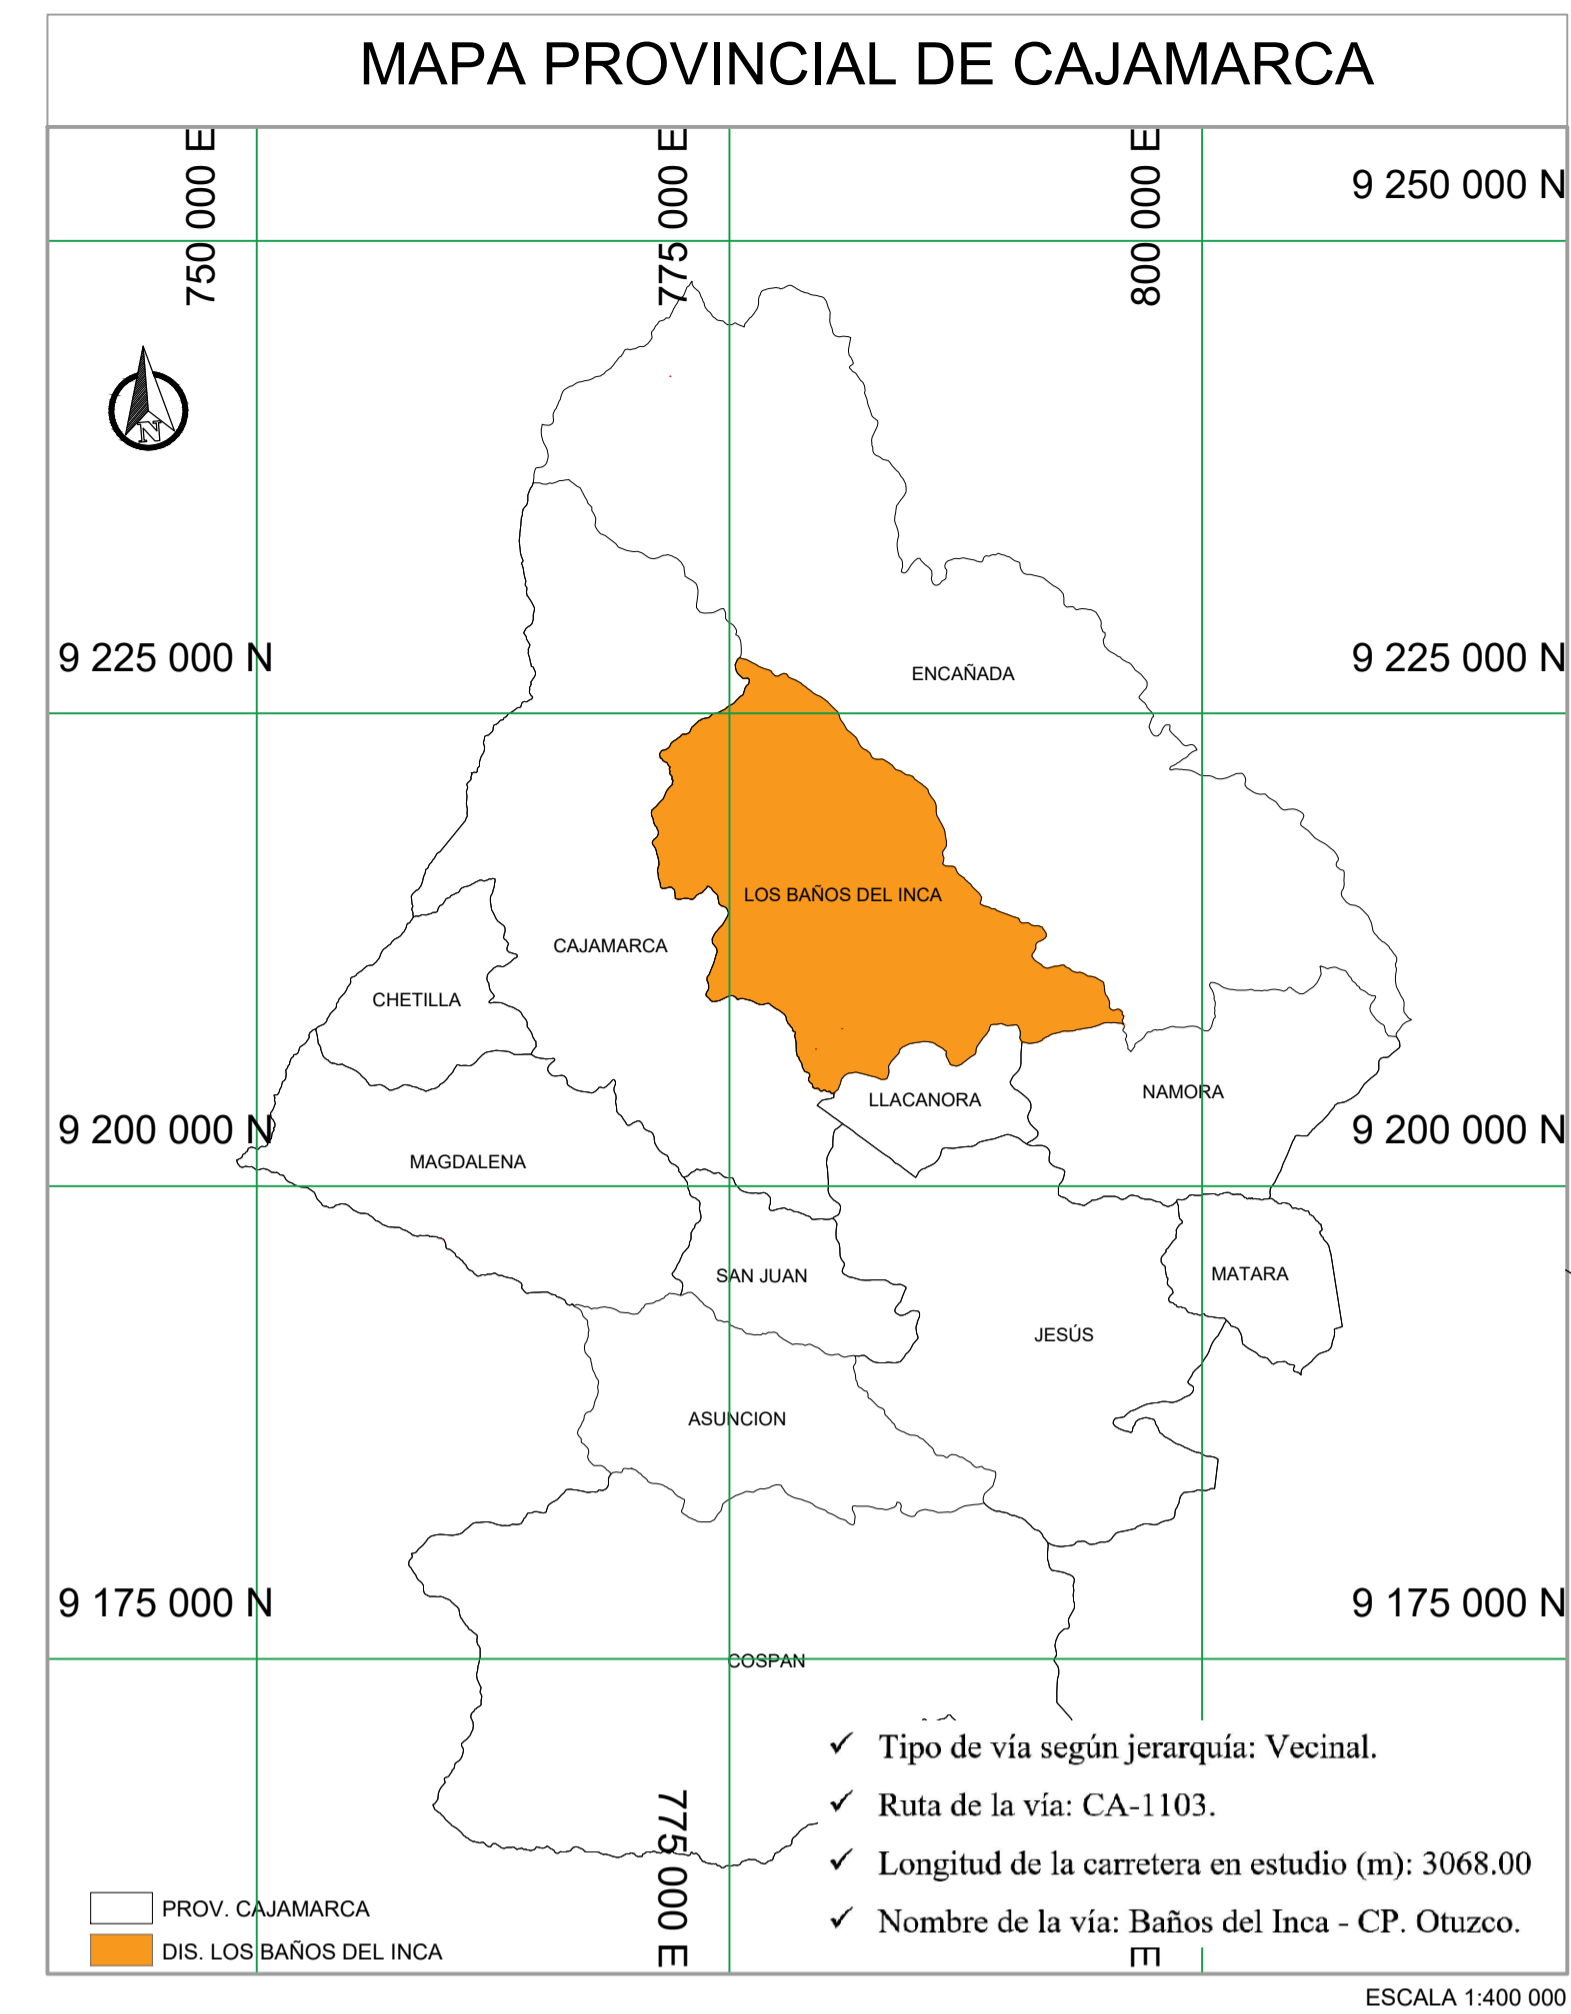 MAPA PROVINCIAL DE CAJAMARCA
750 000 E
775 000 E
800 000 E
9 250 000 N
N
9 225 000 N
9 225 000 N
ENCAÑADA
LOS BAÑOS DEL INCA
CAJAMARCA
CHETILLA
LLACANORA
NAMORA
9 200 000 N
9 200 000 N
MAGDALENA
SAN JUAN
MATARA
JESÚS
ASUNCION
9 175 000 N
9 175 000 N
COSPAN
✓ Tipo de vía según jerarquía: Vecinal.
✓ Ruta de la vía: CA-1103.
✓ Longitud de la carretera en estudio (m): 3068.00
✓ Nombre de la vía: Baños del Inca - CP. Otuzco.
775 000 E
E
PROV. CAJAMARCA
DIS. LOS BAÑOS DEL INCA
ESCALA 1:400 000